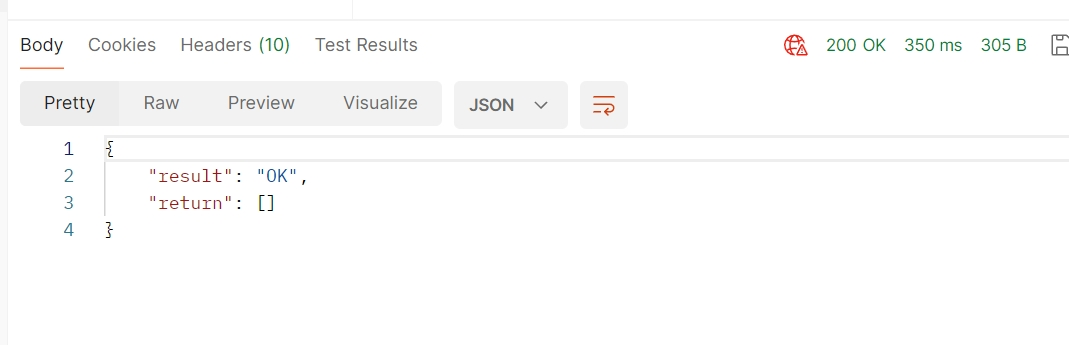 Body Cookies Headers (10) Test Results 200 OK 350 ms 305 B
Pretty Raw Preview Visualize JSON
1 {
2 "result": "OK",
3 "return": []
4 }